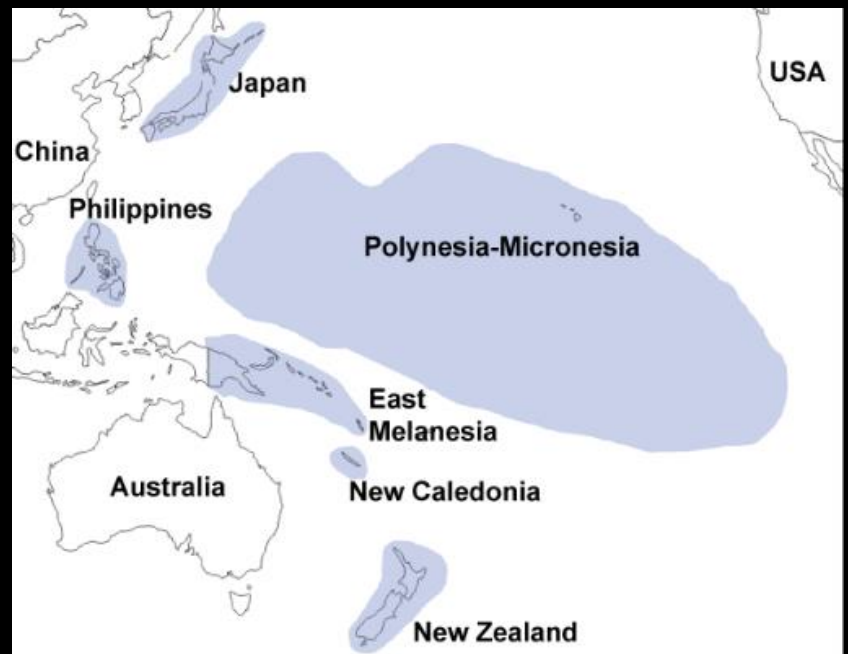 USA
Japan
China
Philippines
Polynesia-Micronesia
East
Melanesia
Australia
New Caledonia
New Zealand